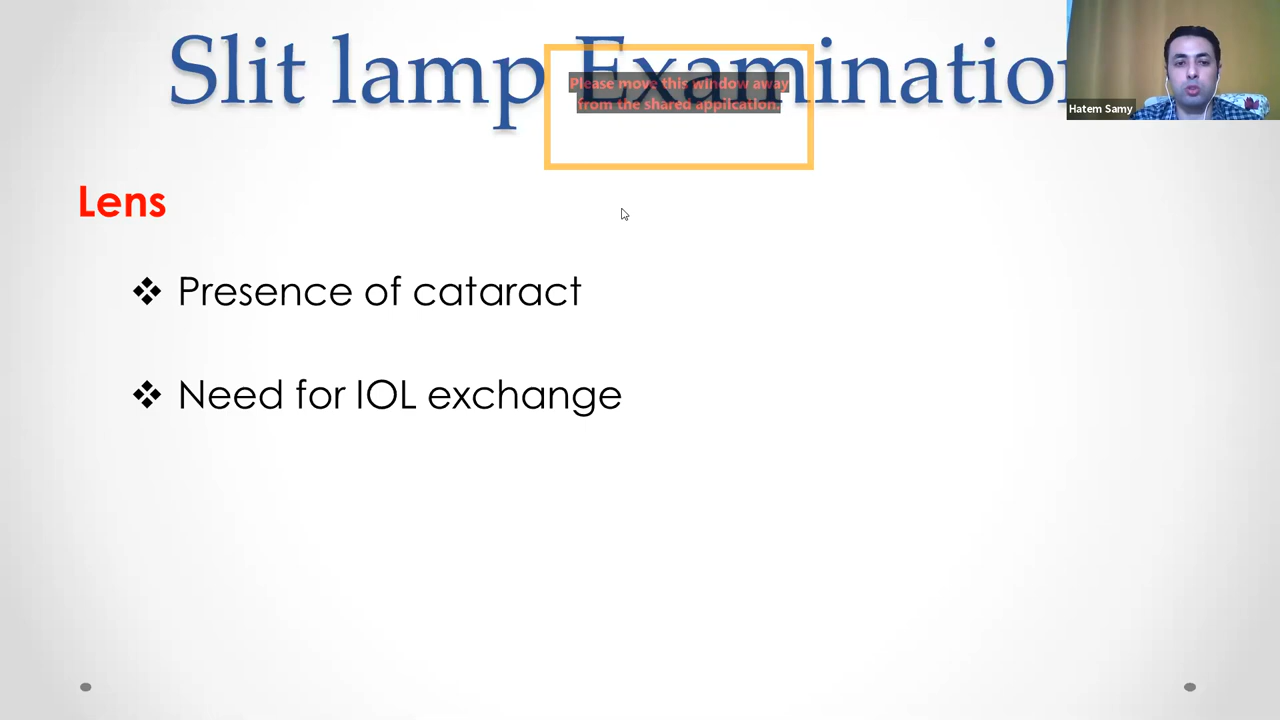 Slit lamp Examination
Please move this window away
from the shared appilcation.
Hatem Samy
Lens
❖ Presence of cataract
❖ Need for IOL exchange